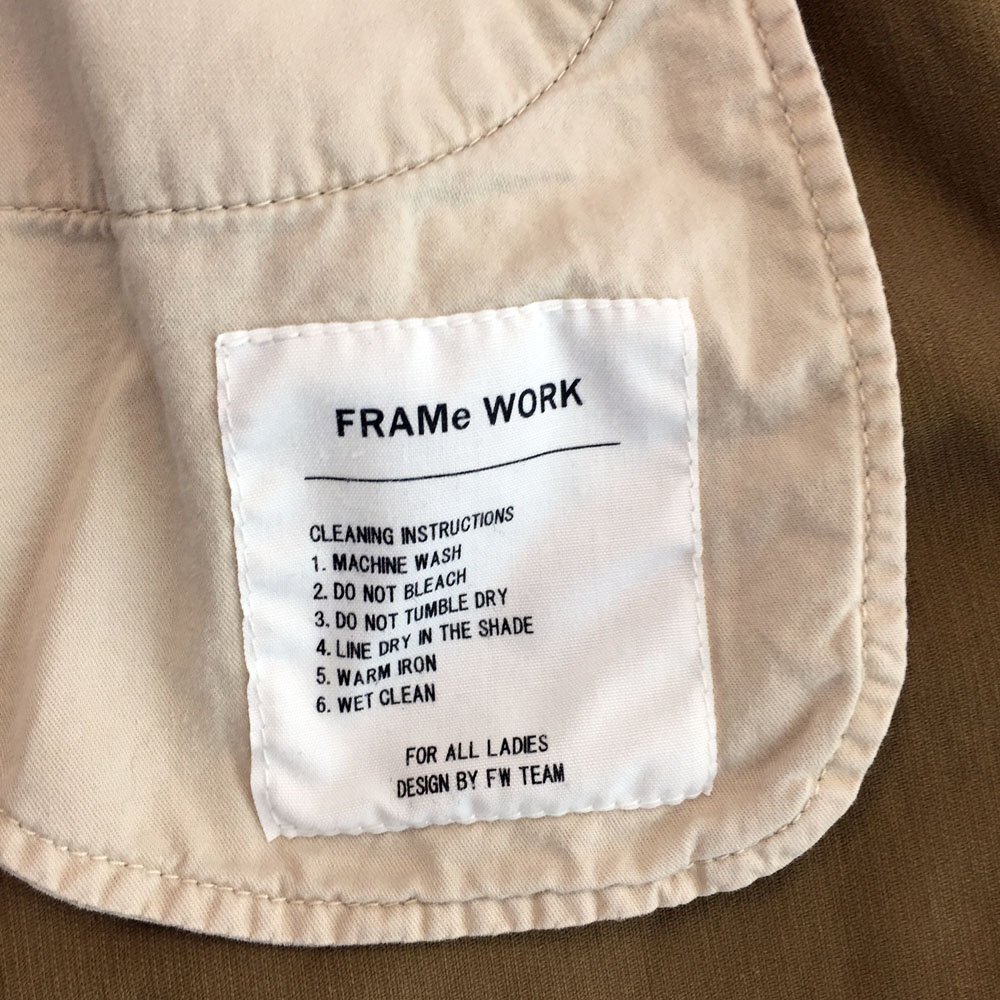 FRAMe WORK
CLEANING INSTRUCTIONS
1. MACHINE WASH
2. DO NOT BLEACH
3. DO NOT TUMBLE DRY
4. LINE DRY IN THE SHADE
5. WARM IRON
6. WET CLEAN
FOR ALL LADIES
DESIGN BY FW TEAM